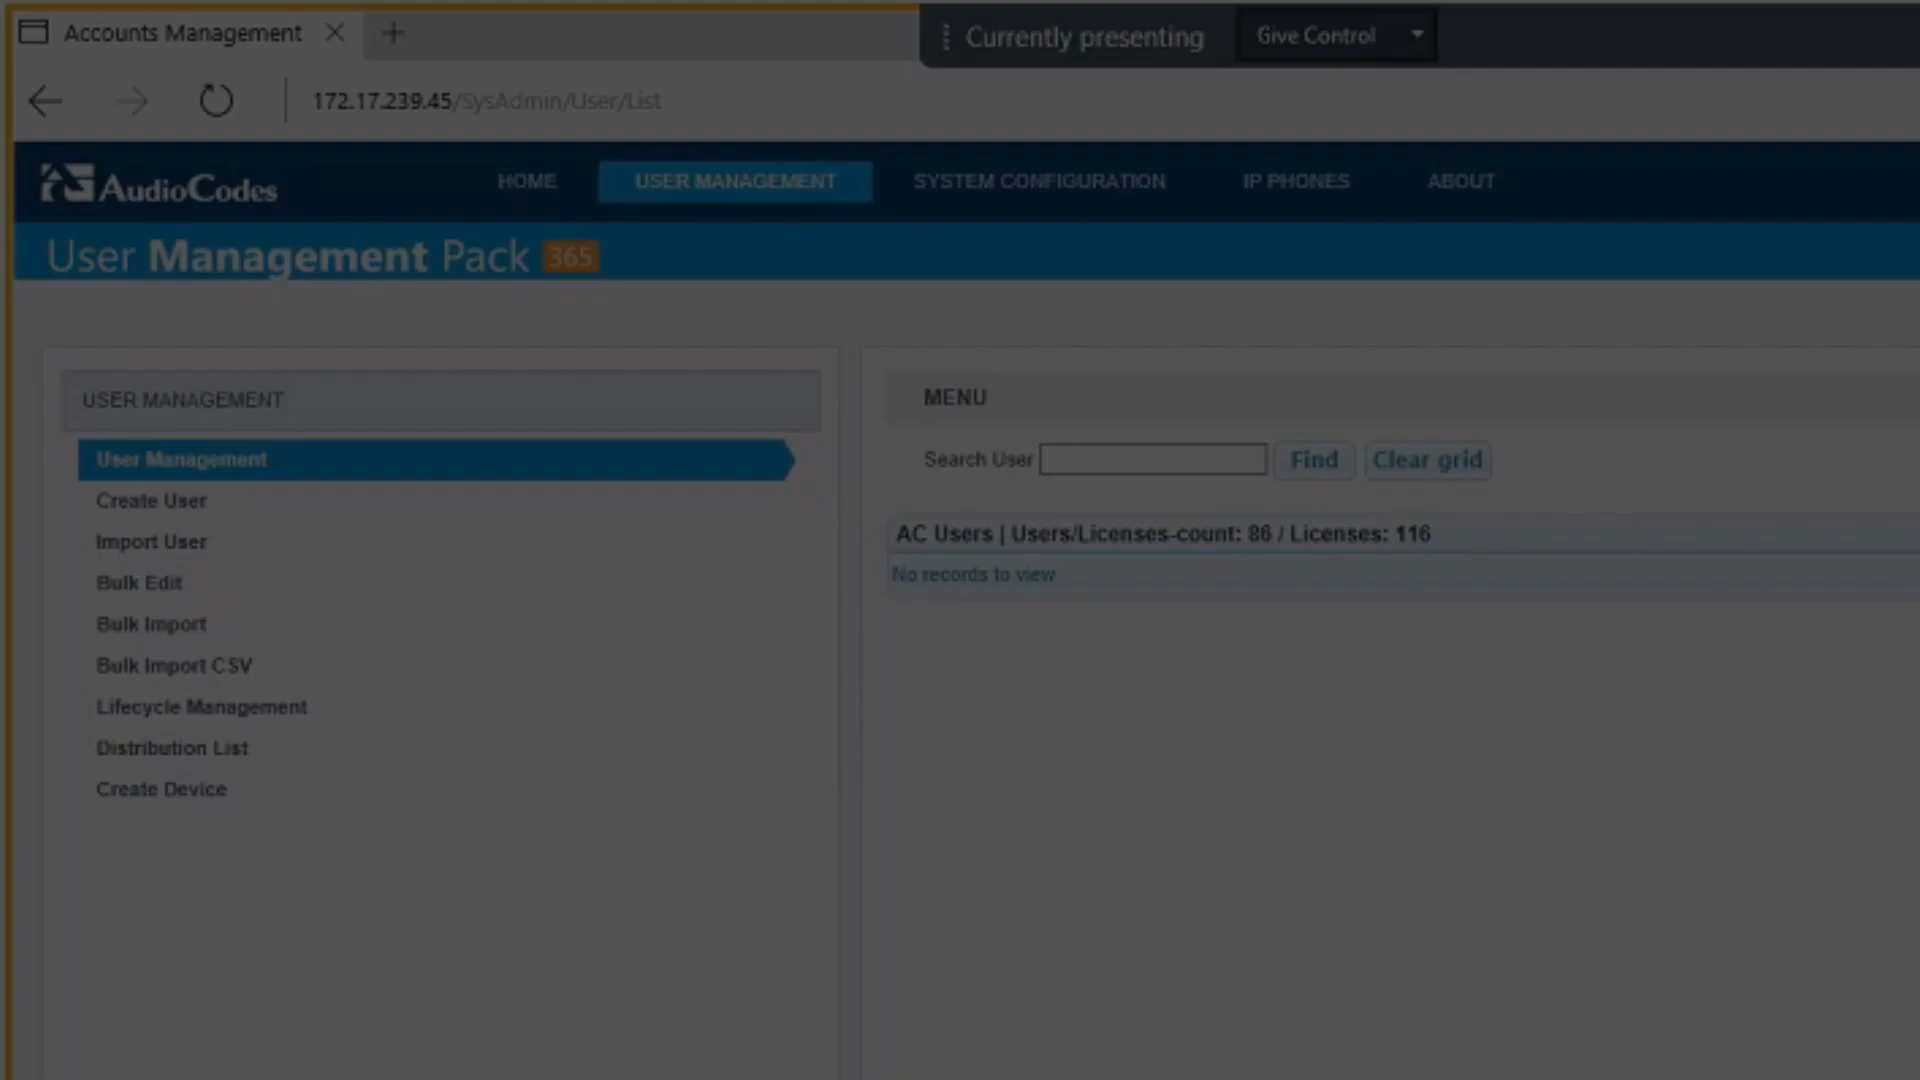 Accounts Management
Currently presenting
Give Control
172.17.239.45/SysAdmin/User/List
AudioCodes
HOME
USER MANAGEMENT
SYSTEM CONFIGURATION
IP PHONES
ABOUT
User Management Pack 365
USER MANAGEMENT
User Management
Create User
Import User
Bulk Edit
Bulk Import
Bulk Import CSV
Lifecycle Management
Distribution List
Create Device
MENU
Search User
Find
Clear grid
AC Users | Users/Licenses-count: 86 / Licenses: 116
No records to view